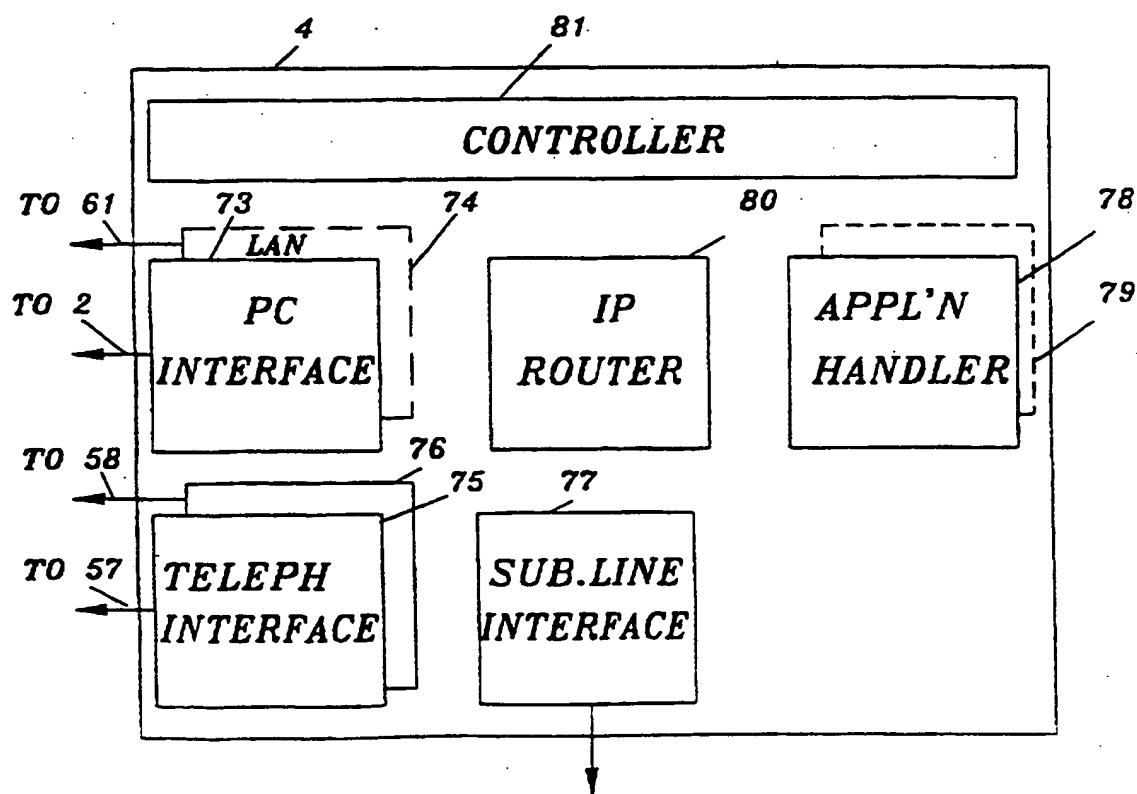 4
81
CONTROLLER
TO 61
73
74
80
78
LAN
79
TO 2
PC
INTERFACE
IP
ROUTER
APPL'N
HANDLER
TO 58
76
75
77
TO 57
TELEPH
INTERFACE
SUB.LINE
INTERFACE